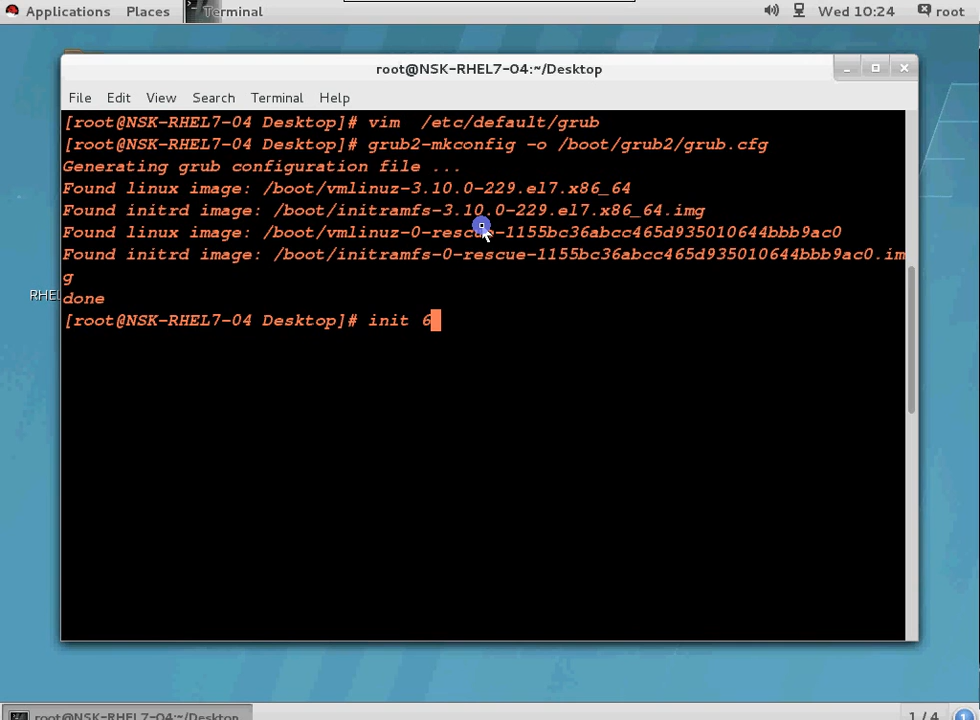 Applications Places Terminal Wed 10:24 root
root@NSK-RHEL7-04:~/Desktop
File Edit View Search Terminal Help
[root@NSK-RHEL7-04 Desktop]# vim  /etc/default/grub
[root@NSK-RHEL7-04 Desktop]# grub2-mkconfig -o /boot/grub2/grub.cfg
Generating grub configuration file ...
Found linux image: /boot/vmlinuz-3.10.0-229.el7.x86_64
Found initrd image: /boot/initramfs-3.10.0-229.el7.x86_64.img
Found linux image: /boot/vmlinuz-0-rescue-1155bc36abcc465d935010644bbb9ac0
Found initrd image: /boot/initramfs-0-rescue-1155bc36abcc465d935010644bbb9ac0.im
g
RHEL
done
[root@NSK-RHEL7-04 Desktop]# init 6
root@NSK-RHEL7-04:~/Desktop 1 / 4